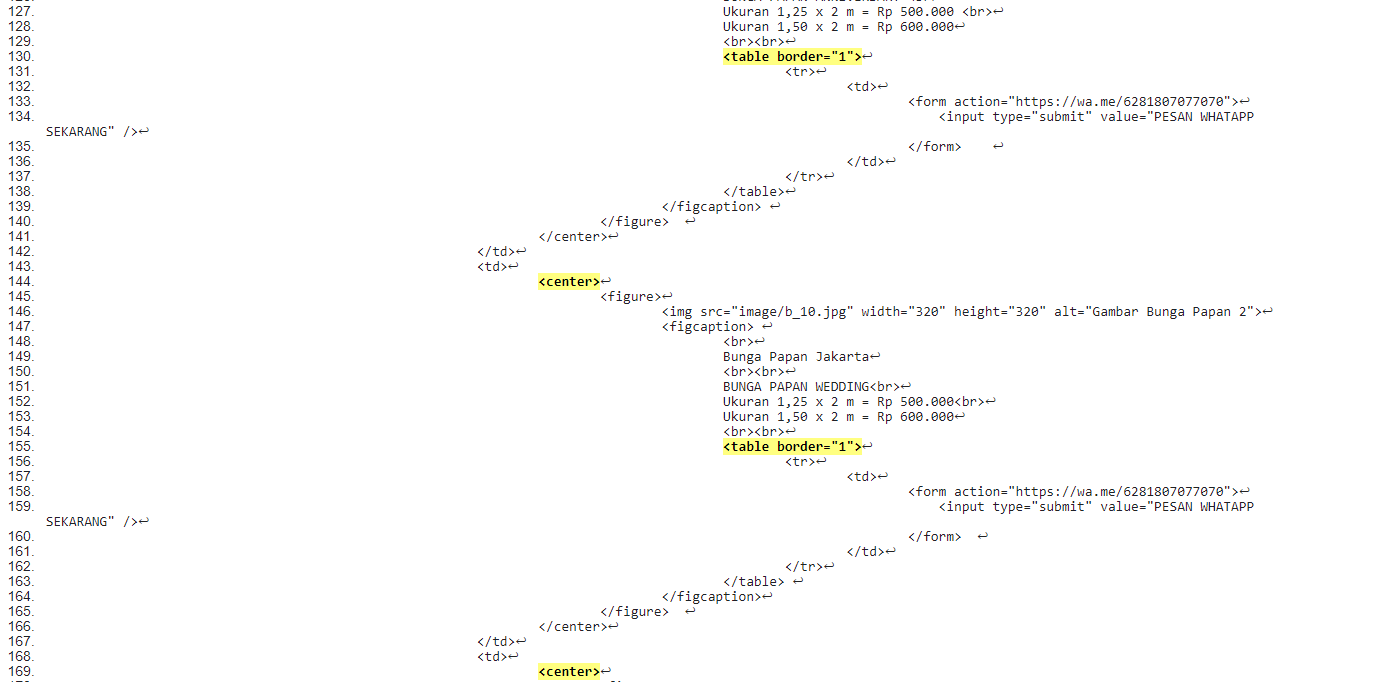 127. Ukuran 1,25 x 2 m = Rp 500.000 <br>↩
128. Ukuran 1,50 x 2 m = Rp 600.000↩
129. <br><br>↩
130. <table border="1">↩
131. <tr>↩
132. <td>↩
133. <form action="https://wa.me/6281807077070">↩
134. <input type="submit" value="PESAN WHATAPP
SEKARANG" />↩
135. </form> ↩
136. </td>↩
137. </tr>↩
138. </table>↩
139. </figcaption> ↩
140. </figure> ↩
141. </center>↩
142. </td>↩
143. <td>↩
144. <center>↩
145. <figure>↩
146. <img src="image/b_10.jpg" width="320" height="320" alt="Gambar Bunga Papan 2">↩
147. <figcaption> ↩
148. <br>↩
149. Bunga Papan Jakarta↩
150. <br><br>↩
151. BUNGA PAPAN WEDDING<br>↩
152. Ukuran 1,25 x 2 m = Rp 500.000<br>↩
153. Ukuran 1,50 x 2 m = Rp 600.000↩
154. <br><br>↩
155. <table border="1">↩
156. <tr>↩
157. <td>↩
158. <form action="https://wa.me/6281807077070">↩
159. <input type="submit" value="PESAN WHATAPP
SEKARANG" />↩
160. </form> ↩
161. </td>↩
162. </tr>↩
163. </table> ↩
164. </figcaption>↩
165. </figure> ↩
166. </center>↩
167. </td>↩
168. <td>↩
169. <center>↩